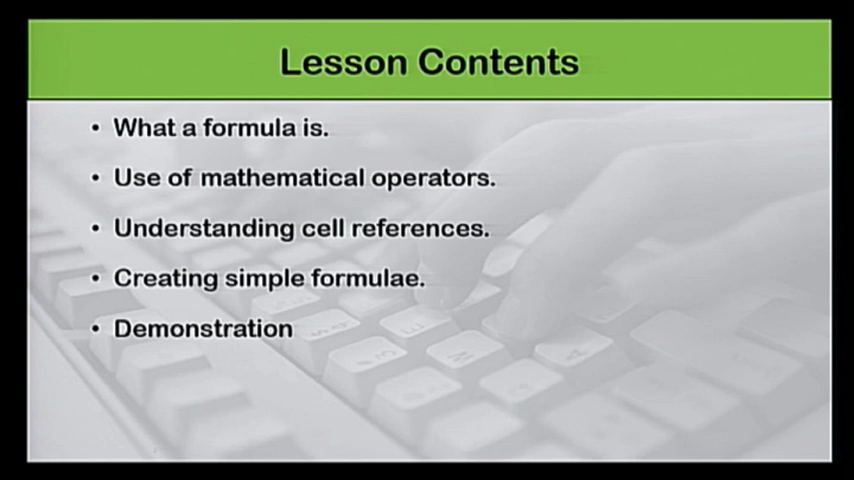 Lesson Contents
• What a formula is.
• Use of mathematical operators.
• Understanding cell references.
• Creating simple formulae.
• Demonstration